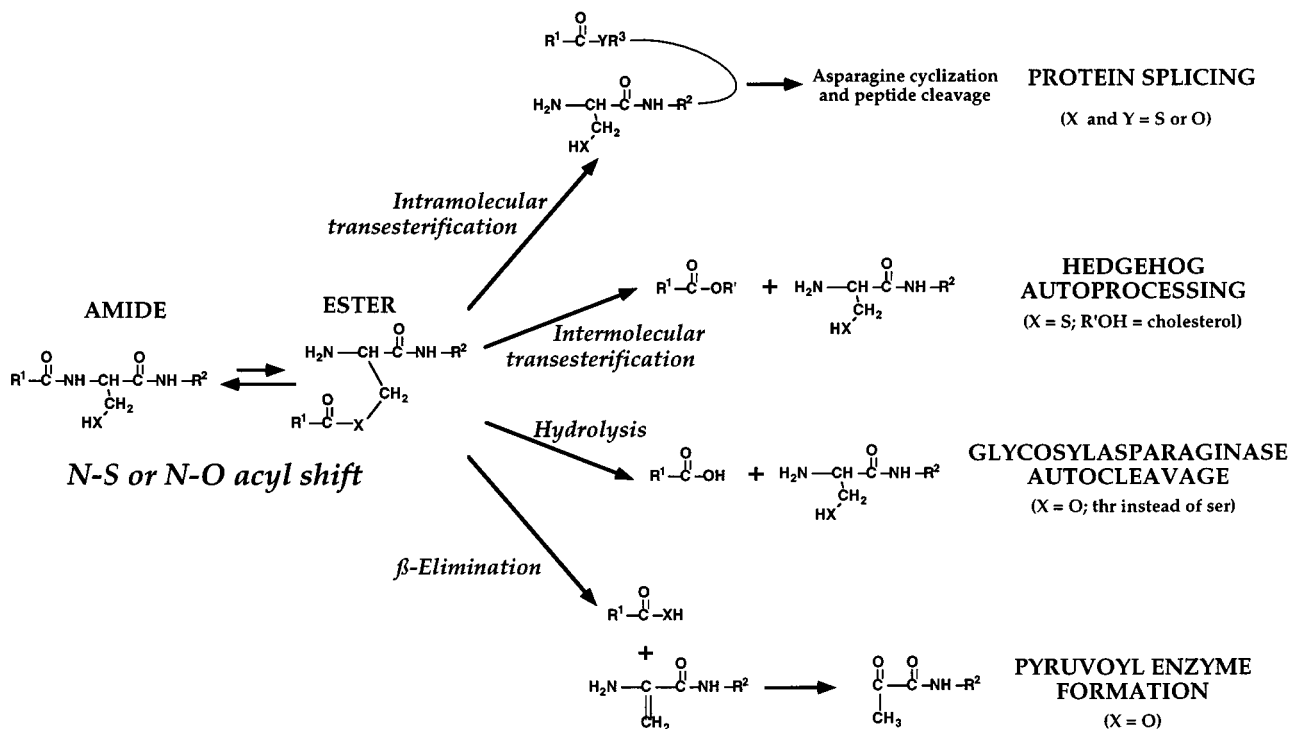 R¹—C—YR³
O
H₂N—CH—C—NH—R²
O
CH₂
HX
Asparagine cyclization
and peptide cleavage
PROTEIN SPLICING
(X and Y = S or O)
Intramolecular
transesterification
R¹—C—OR'
O
+
H₂N—CH—C—NH—R²
O
CH₂
HX
HEDGEHOG
AUTOPROCESSING
(X = S; R'OH = cholesterol)
Intermolecular
transesterification
AMIDE
R¹—C—NH—CH—C—NH—R²
O O
CH₂
HX
ESTER
H₂N—CH—C—NH—R²
O
CH₂
O
R¹—C—X
N-S or N-O acyl shift
Hydrolysis
R¹—C—OH
O
+
H₂N—CH—C—NH—R²
O
CH₂
HX
GLYCOSYLASPARAGINASE
AUTOCLEAVAGE
(X = O; thr instead of ser)
ß-Elimination
O
R¹—C—XH
+
O
H₂N—C—C—NH—R²
CH₂
O O
C—C—NH—R²
CH₃
PYRUVOYL ENZYME
FORMATION
(X = O)